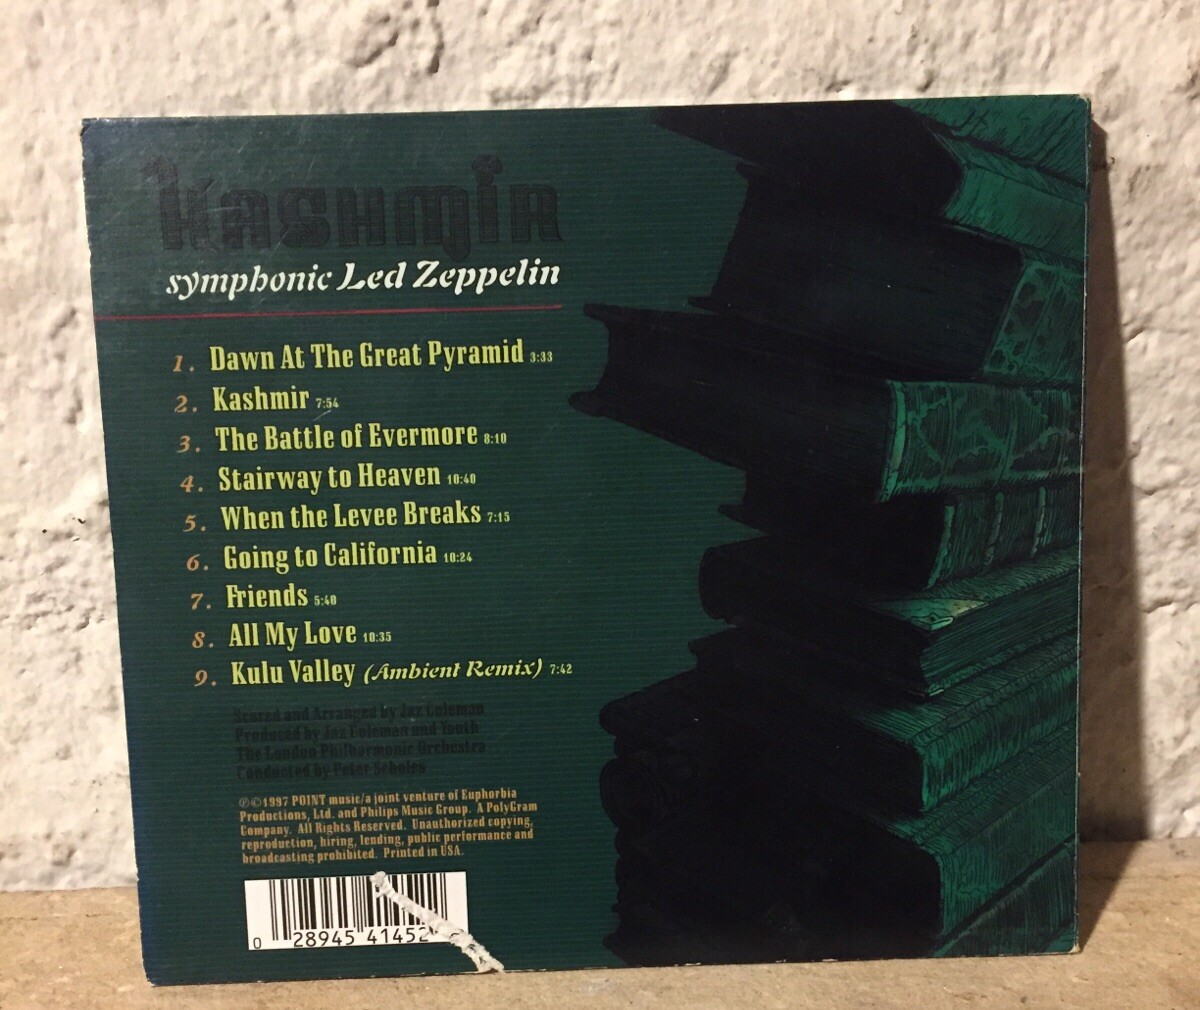 Kashmir
symphonic Led Zeppelin
1. Dawn At The Great Pyramid 3:33
2. Kashmir 7:54
3. The Battle of Evermore 8:10
4. Stairway to Heaven 10:40
5. When the Levee Breaks 7:15
6. Going to California 10:24
7. Friends 5:40
8. All My Love 10:35
9. Kulu Valley (Ambient Remix) 7:42
Scored and Arranged by Jaz Coleman
Produced by Jaz Coleman and Youth
The London Philharmonic Orchestra
Conducted by Peter Scholes
℗©1997 POINT music/a joint venture of Euphorbia
Productions, Ltd. and Philips Music Group. A PolyGram
Company. All Rights Reserved. Unauthorized copying,
reproduction, hiring, lending, public performance and
broadcasting prohibited. Printed in USA.
0 28945 41452